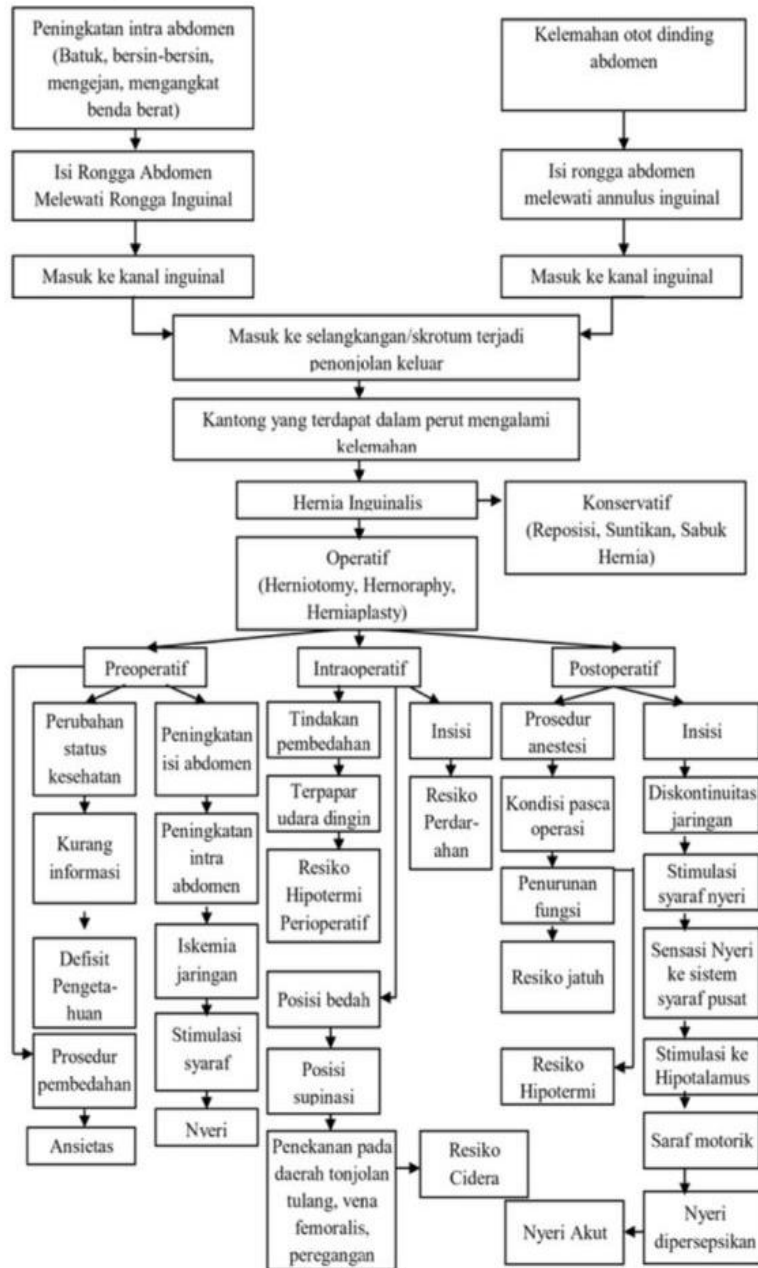 Peningkatan intra abdomen
(Batuk, bersin-bersin,
mengejan, mengangkat
benda berat)
Kelemahan otot dinding
abdomen
Isi Rongga Abdomen
Melewati Rongga Inguinal
Isi rongga abdomen
melewati annulus inguinal
Masuk ke kanal inguinal
Masuk ke kanal inguinal
Masuk ke selangkangan/skrotum terjadi
penonjolan keluar
Kantong yang terdapat dalam perut mengalami
kelemahan
Hernia Inguinalis
Konservatif
(Reposisi, Suntikan, Sabuk
Hernia)
Operatif
(Herniotomy, Hernoraphy,
Herniaplasty)
Preoperatif
Intraoperatif
Postoperatif
Perubahan
status
kesehatan
Kurang
informasi
Defisit
Pengeta-
huan
Prosedur
pembedahan
Ansietas
Peningkatan
isi abdomen
Peningkatan
intra
abdomen
Iskemia
jaringan
Stimulasi
syaraf
Nyeri
Tindakan
pembedahan
Terpapar
udara dingin
Resiko
Hipotermi
Perioperatif
Insisi
Resiko
Perdar-
ahan
Posisi bedah
Posisi
supinasi
Penekanan pada
daerah tonjolan
tulang, vena
femoralis,
peregangan
Resiko
Cidera
Prosedur
anestesi
Kondisi pasca
operasi
Penurunan
fungsi
Resiko jatuh
Resiko
Hipotermi
Insisi
Diskontinuitas
jaringan
Stimulasi
syaraf nyeri
Sensasi Nyeri
ke sistem
syaraf pusat
Stimulasi ke
Hipotalamus
Saraf motorik
Nyeri
dipersepsikan
Nyeri Akut